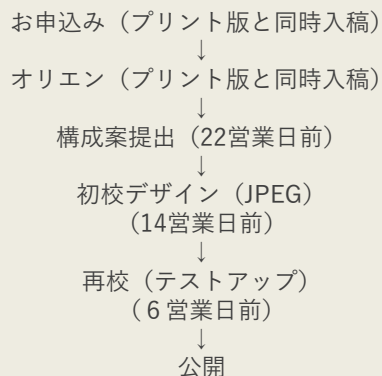 お申込み（プリント版と同時入稿）
↓
オリエン（プリント版と同時入稿）
↓
構成案提出（22営業日前）
↓
初校デザイン（JPEG）
（14営業日前）
↓
再校（テストアップ）
（６営業日前）
↓
公開